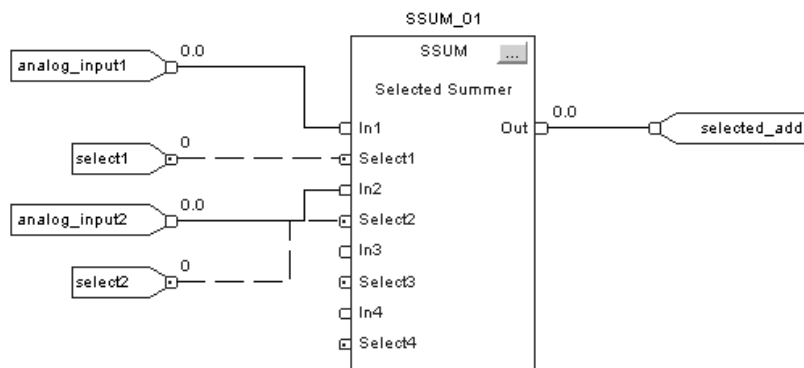 SSUM_01
SSUM ...
Selected Summer
analog_input1 0.0
In1
Out 0.0 selected_add
select1 0
Select1
In2
analog_input2 0.0
Select2
In3
select2 0
Select3
In4
Select4